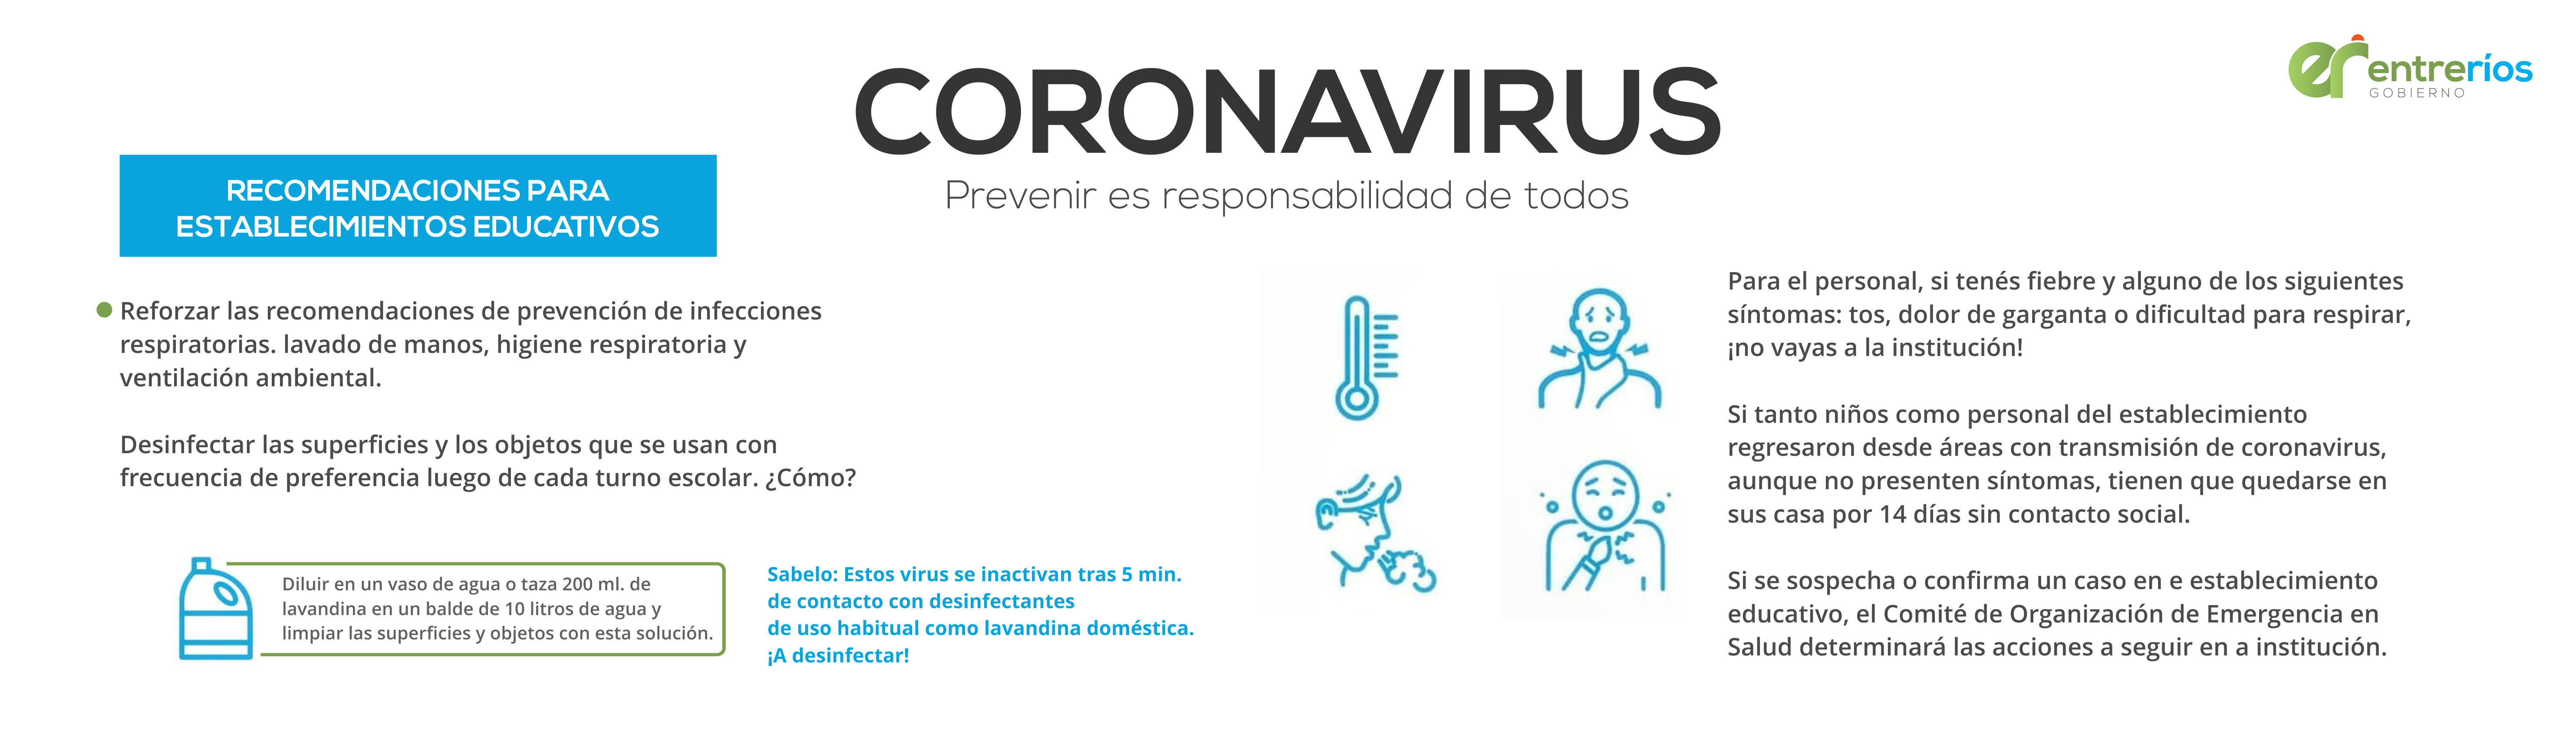 CORONAVIRUS
Prevenir es responsabilidad de todos
entreríos
GOBIERNO
RECOMENDACIONES PARA
ESTABLECIMIENTOS EDUCATIVOS
Reforzar las recomendaciones de prevención de infecciones
respiratorias. lavado de manos, higiene respiratoria y
ventilación ambiental.
Desinfectar las superficies y los objetos que se usan con
frecuencia de preferencia luego de cada turno escolar. ¿Cómo?
Diluir en un vaso de agua o taza 200 ml. de
lavandina en un balde de 10 litros de agua y
limpiar las superficies y objetos con esta solución.
Sabelo: Estos virus se inactivan tras 5 min.
de contacto con desinfectantes
de uso habitual como lavandina doméstica.
¡A desinfectar!
Para el personal, si tenés fiebre y alguno de los siguientes
síntomas: tos, dolor de garganta o dificultad para respirar,
¡no vayas a la institución!
Si tanto niños como personal del establecimiento
regresaron desde áreas con transmisión de coronavirus,
aunque no presenten síntomas, tienen que quedarse en
sus casa por 14 días sin contacto social.
Si se sospecha o confirma un caso en e establecimiento
educativo, el Comité de Organización de Emergencia en
Salud determinará las acciones a seguir en a institución.